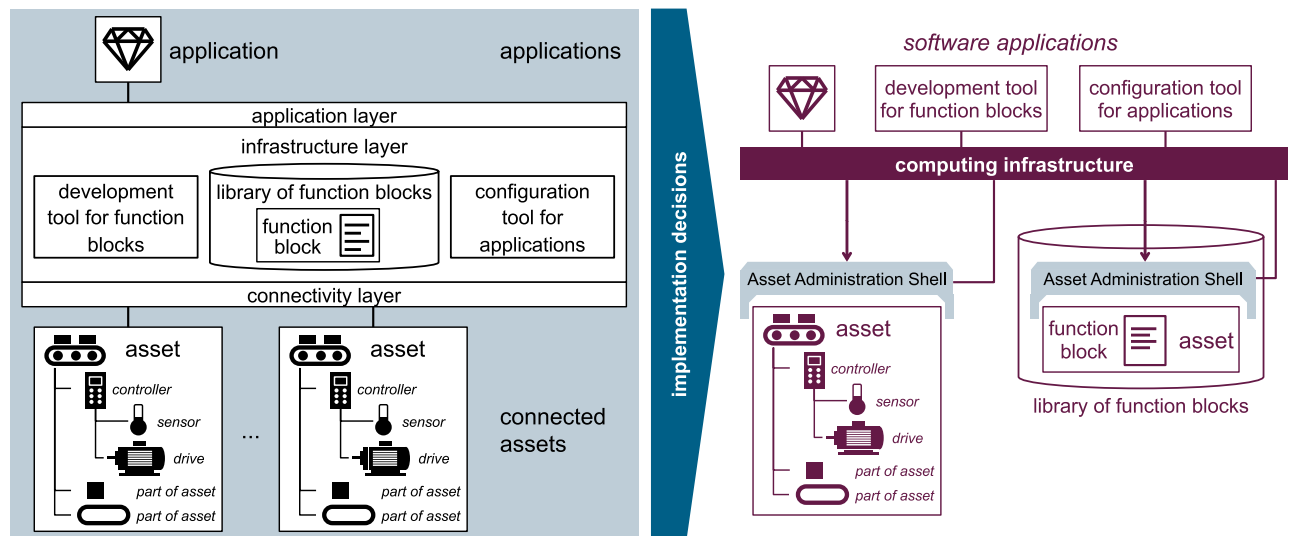 application
applications
application layer
infrastructure layer
development
tool for function
blocks
library of function blocks
function
block
configuration
tool for
applications
connectivity layer
asset
controller
sensor
drive
part of asset
part of asset
...
asset
controller
sensor
drive
part of asset
part of asset
connected
assets
implementation decisions
software applications
development tool
for function blocks
configuration tool
for applications
computing infrastructure
Asset Administration Shell
asset
controller
sensor
drive
part of asset
part of asset
Asset Administration Shell
function
block
asset
library of function blocks